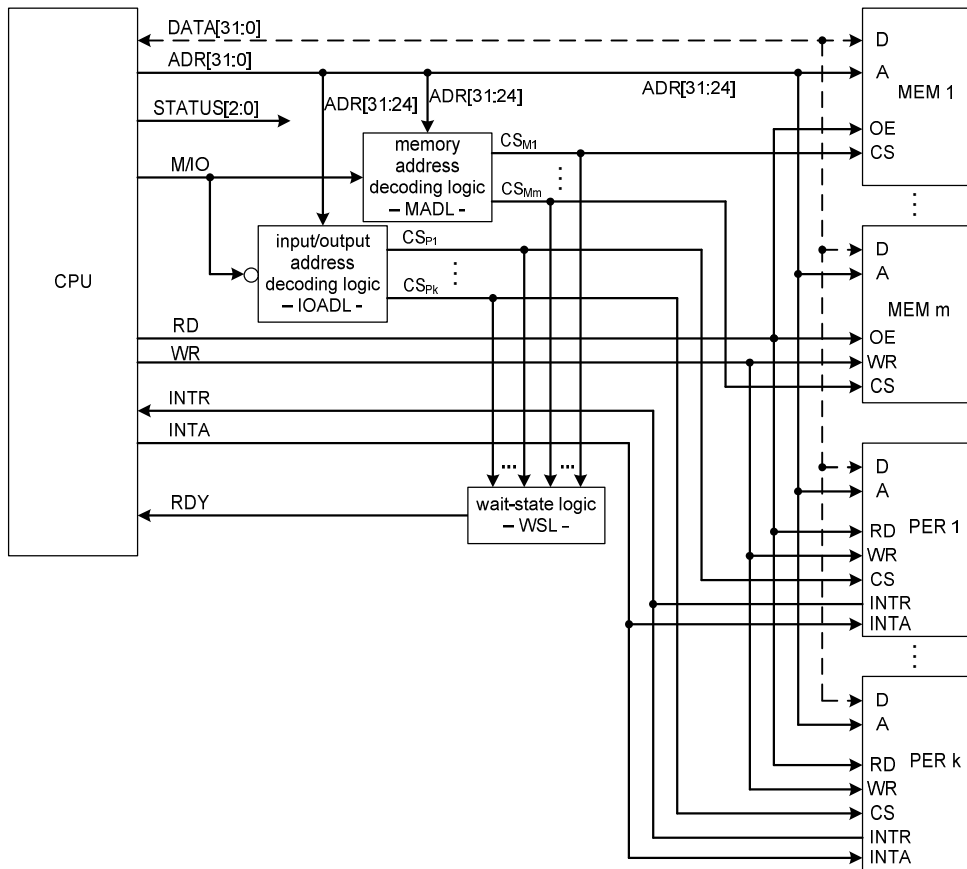 DATA[31:0]
ADR[31:0]
ADR[31:24]
ADR[31:24]
ADR[31:24]
STATUS[2:0]
M/IO
CPU
memory
address
decoding logic
– MADL -
CS_M1
CS_Mm
input/output
address
decoding logic
– IOADL -
CS_P1
CS_Pk
RD
WR
INTR
INTA
RDY
wait-state logic
– WSL -
D
A
MEM 1
OE
CS
D
A
MEM m
OE
WR
CS
D
A
PER 1
RD
WR
CS
INTR
INTA
D
A
PER k
RD
WR
CS
INTR
INTA